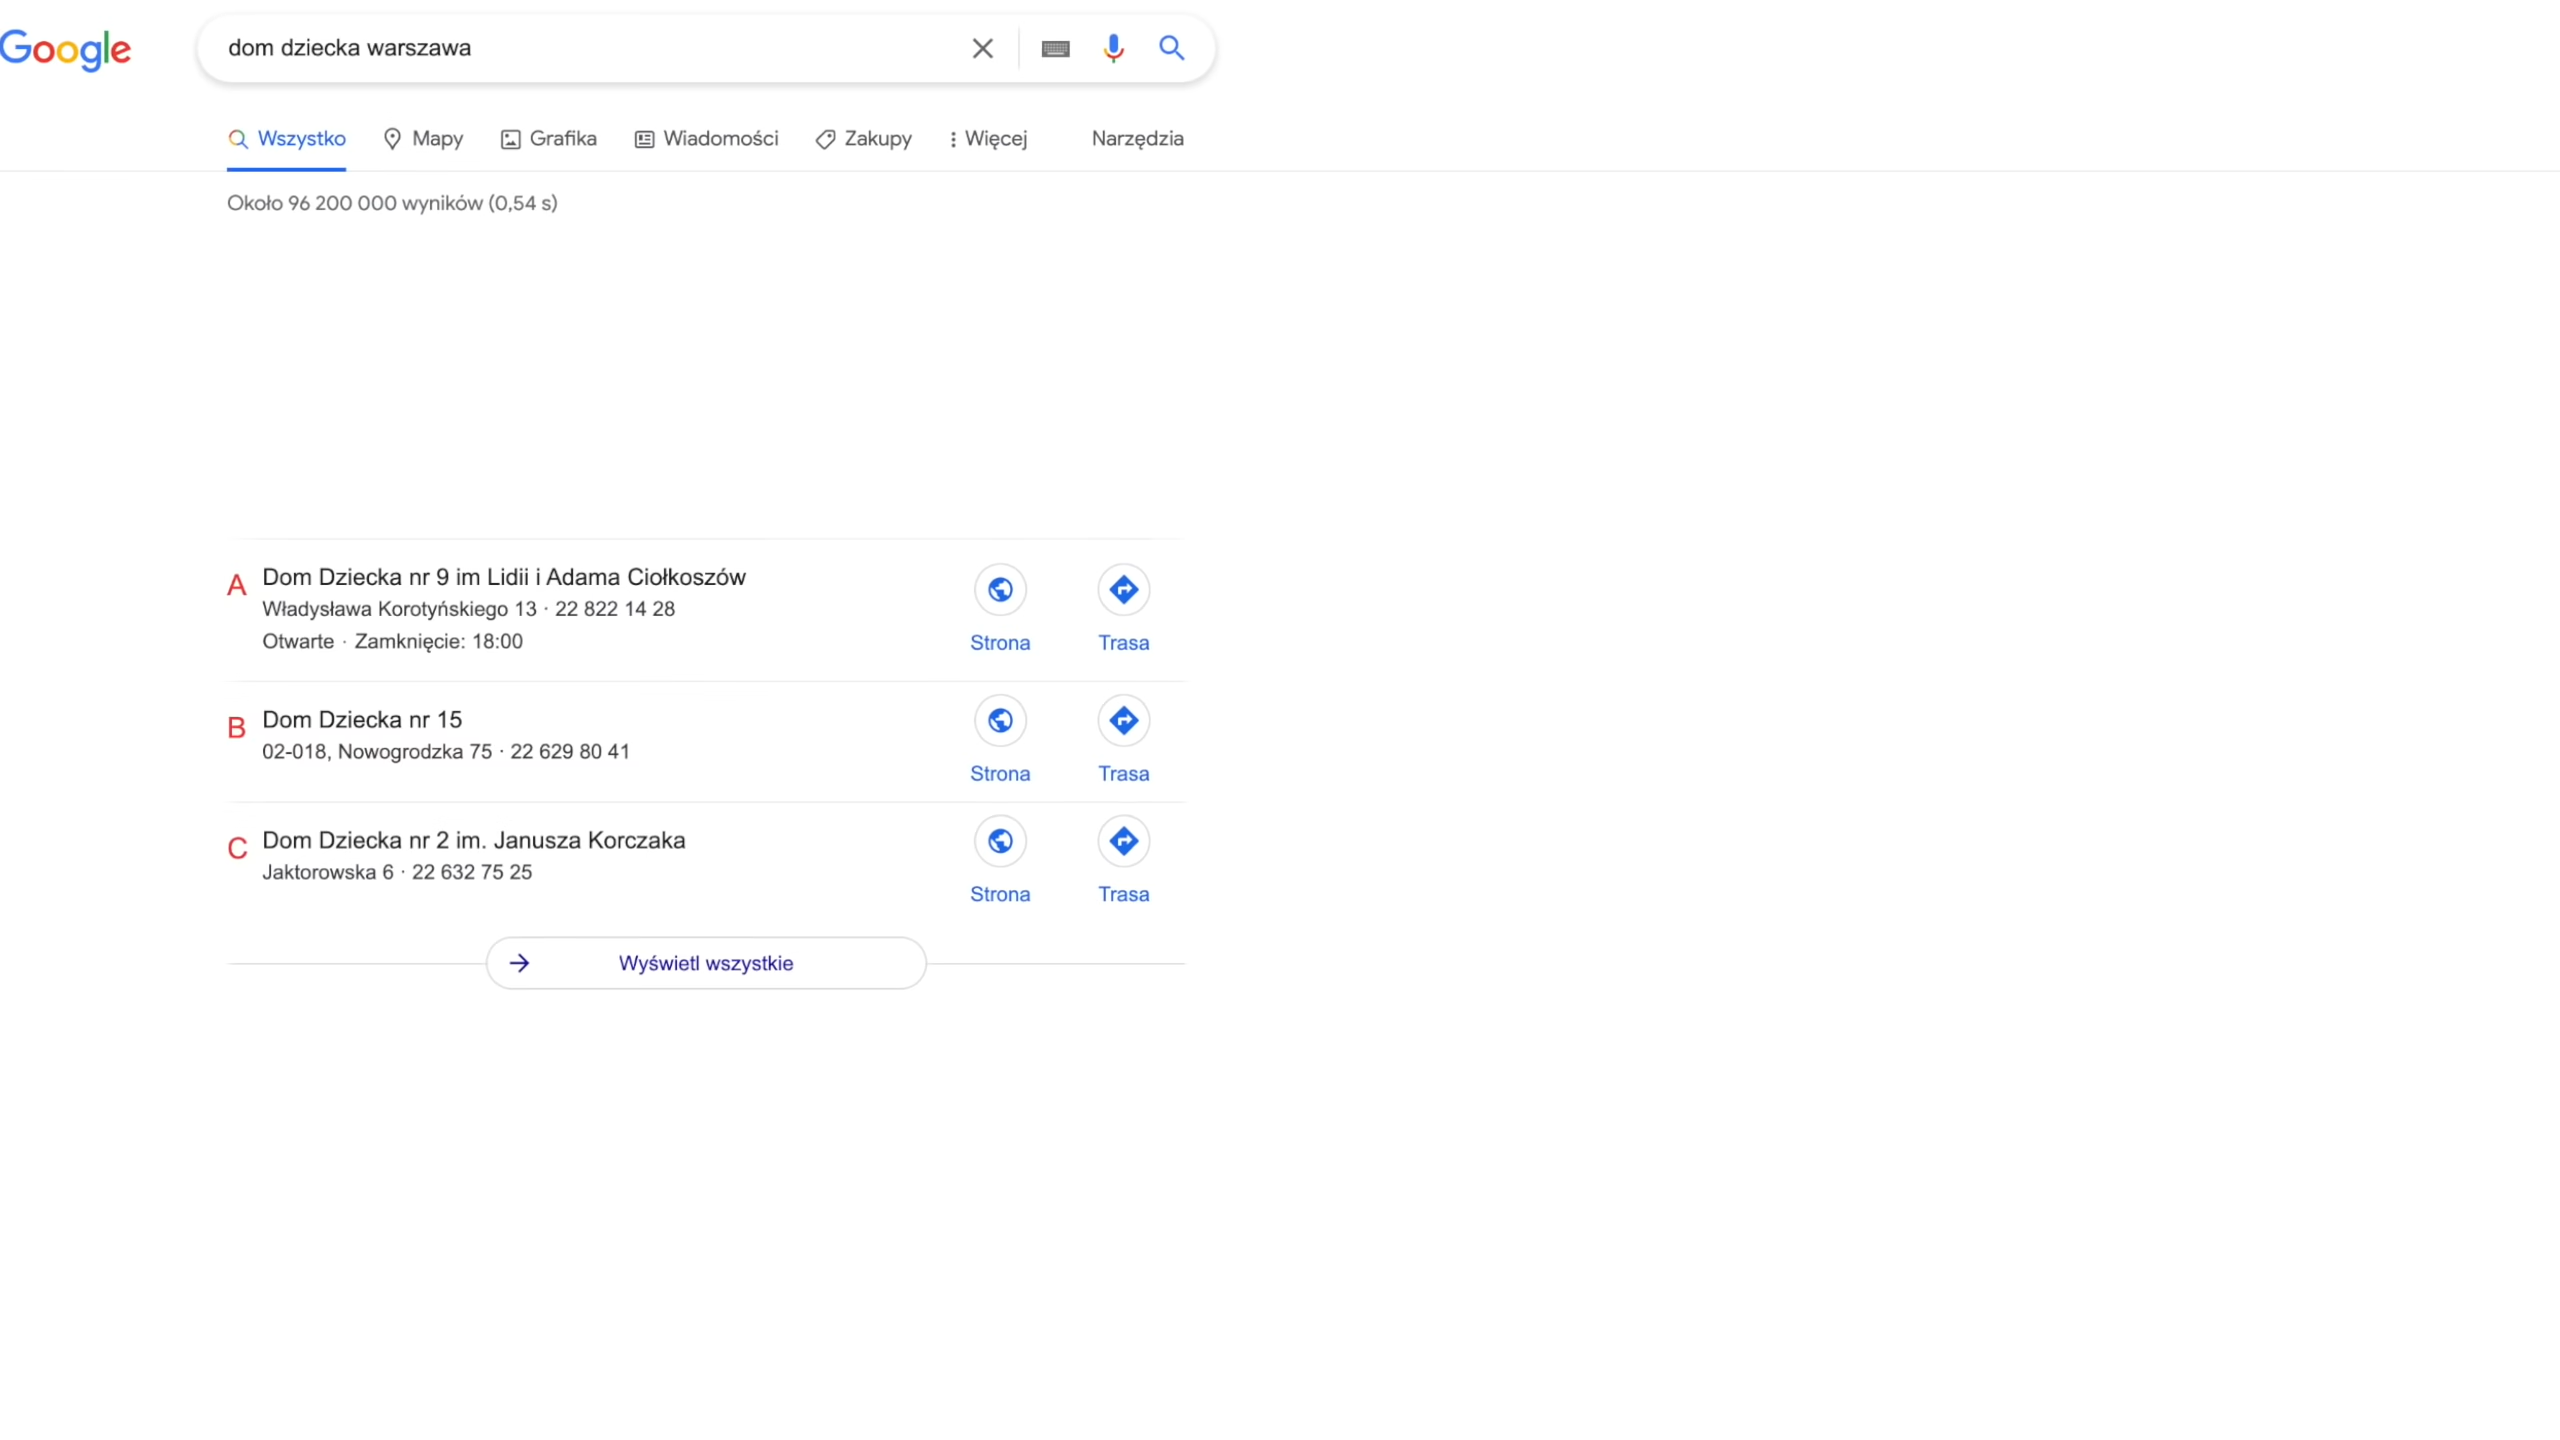 Google
dom dziecka warszawa
Wszystko Mapy Grafika Wiadomości Zakupy Więcej Narzędzia
Około 96 200 000 wyników (0,54 s)
A Dom Dziecka nr 9 im Lidii i Adama Ciołkoszów
Władysława Korotyńskiego 13 · 22 822 14 28
Otwarte · Zamknięcie: 18:00
Strona Trasa
B Dom Dziecka nr 15
02-018, Nowogrodzka 75 · 22 629 80 41
Strona Trasa
C Dom Dziecka nr 2 im. Janusza Korczaka
Jaktorowska 6 · 22 632 75 25
Strona Trasa
Wyświetl wszystkie